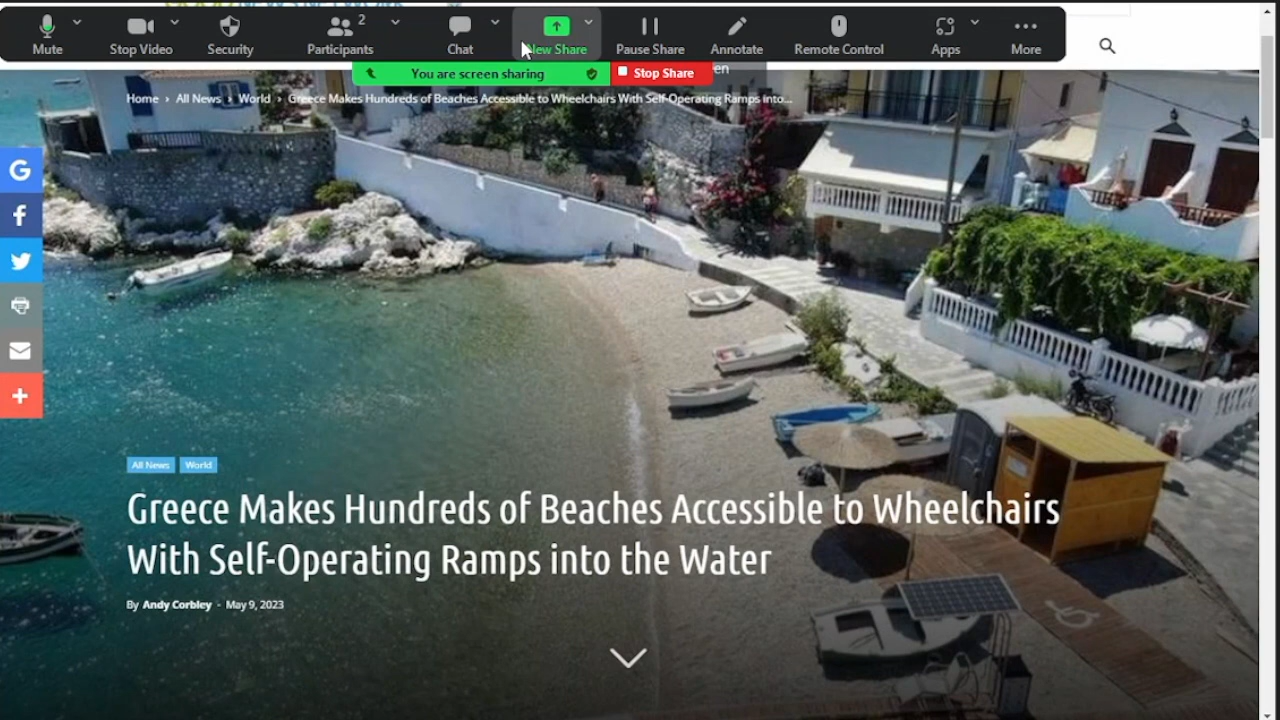 2
Mute
Stop Video
Security
Participants
Chat
New Share
Pause Share
Annotate
Remote Control
Apps
More
You are screen sharing
Stop Share
Home › All News › World › Greece Makes Hundreds of Beaches Accessible to Wheelchairs With Self-Operating Ramps into...
All News World
Greece Makes Hundreds of Beaches Accessible to Wheelchairs
With Self-Operating Ramps into the Water
By Andy Corbley - May 9, 2023